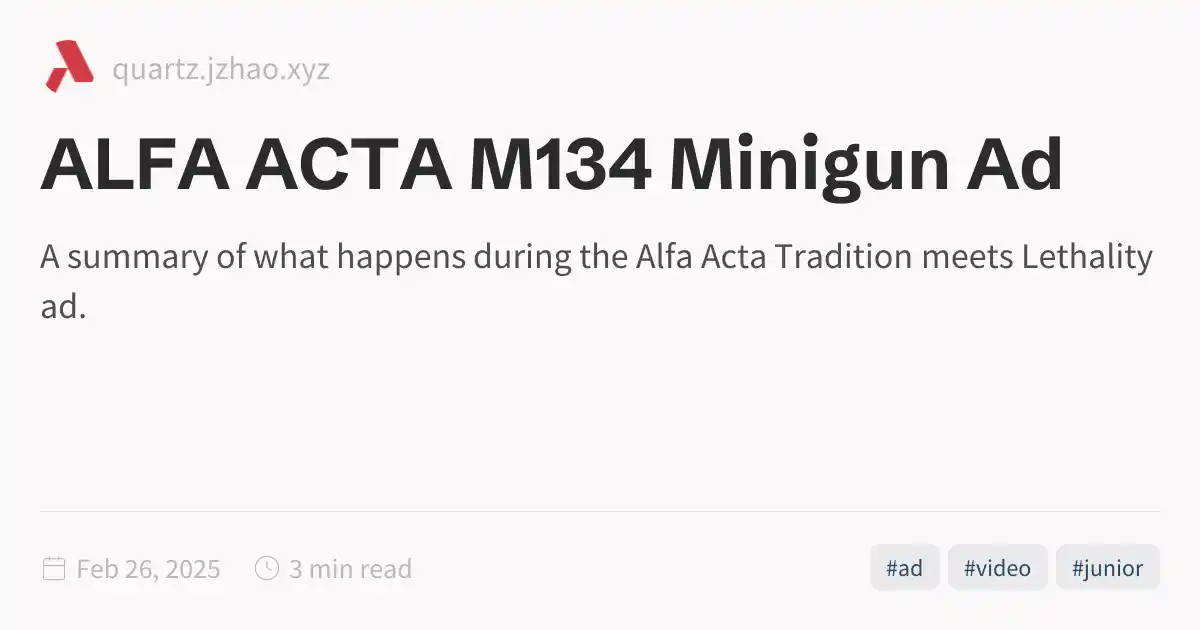 quartz.jzhao.xyz
ALFA ACTA M134 Minigun Ad
A summary of what happens during the Alfa Acta Tradition meets Lethality
ad.
Feb 26, 2025 3 min read #ad #video #junior